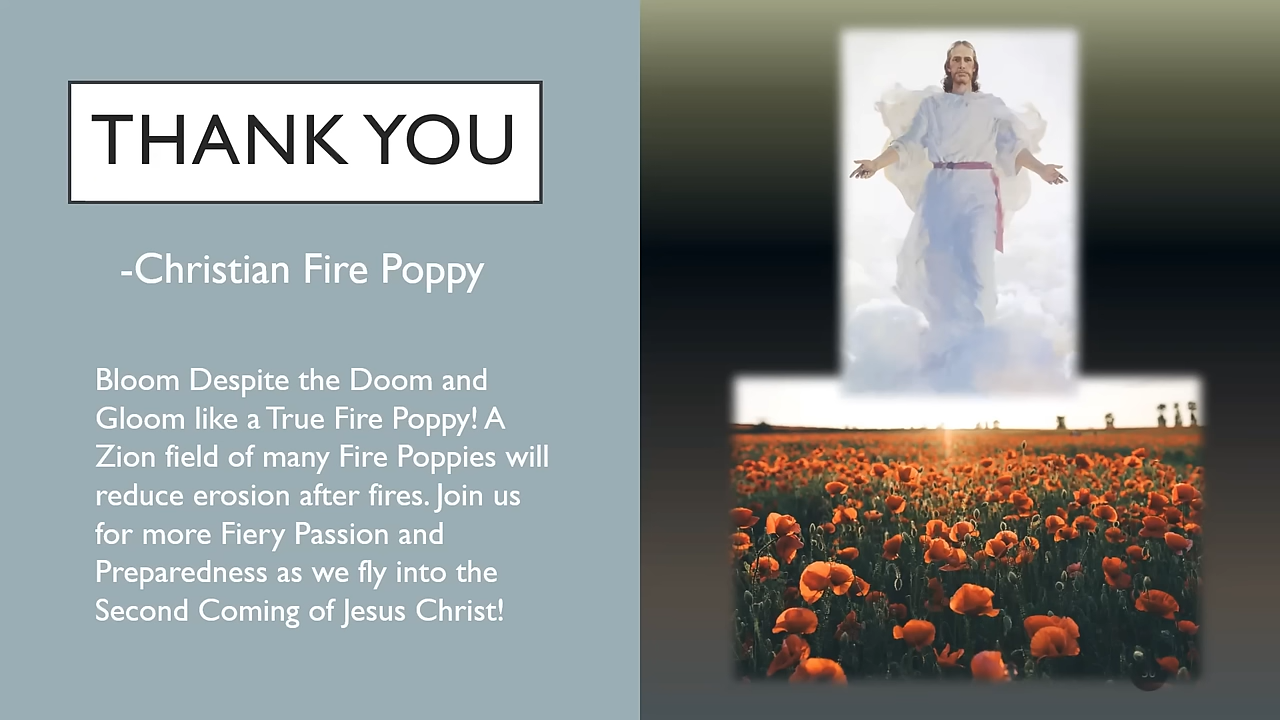 THANK YOU
-Christian Fire Poppy
Bloom Despite the Doom and
Gloom like a True Fire Poppy! A
Zion field of many Fire Poppies will
reduce erosion after fires. Join us
for more Fiery Passion and
Preparedness as we fly into the
Second Coming of Jesus Christ!